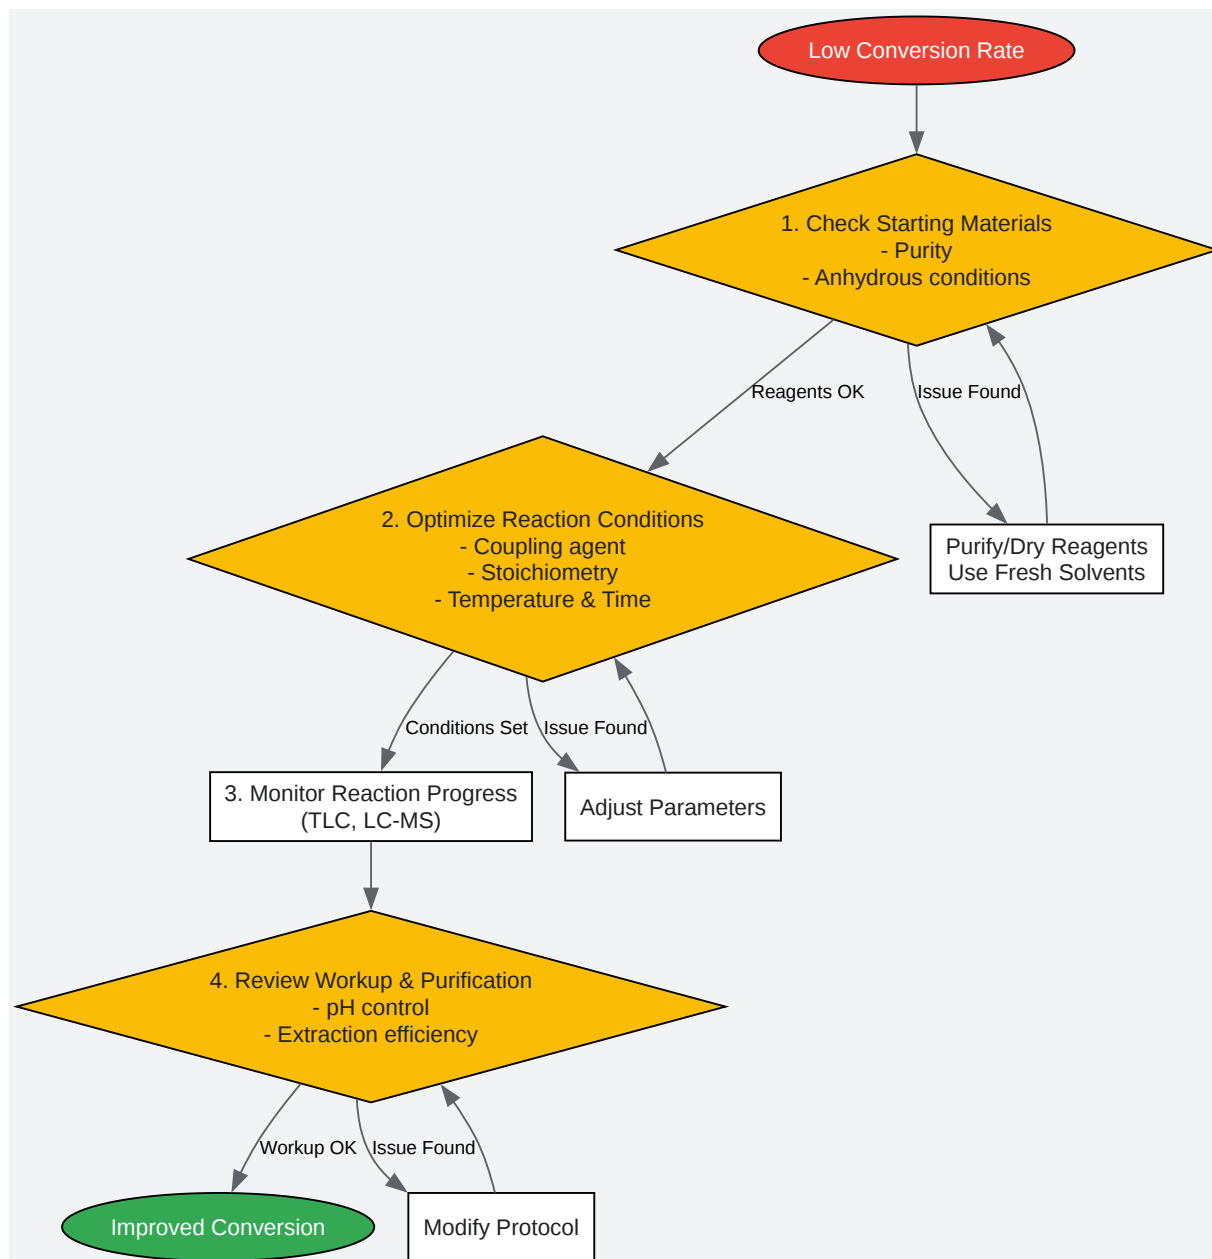 Low Conversion Rate
1. Check Starting Materials
- Purity
- Anhydrous conditions
Reagents OK
Issue Found
2. Optimize Reaction Conditions
- Coupling agent
- Stoichiometry
- Temperature & Time
Purify/Dry Reagents
Use Fresh Solvents
Conditions Set
Issue Found
3. Monitor Reaction Progress
(TLC, LC-MS)
Adjust Parameters
4. Review Workup & Purification
- pH control
- Extraction efficiency
Workup OK
Issue Found
Improved Conversion
Modify Protocol